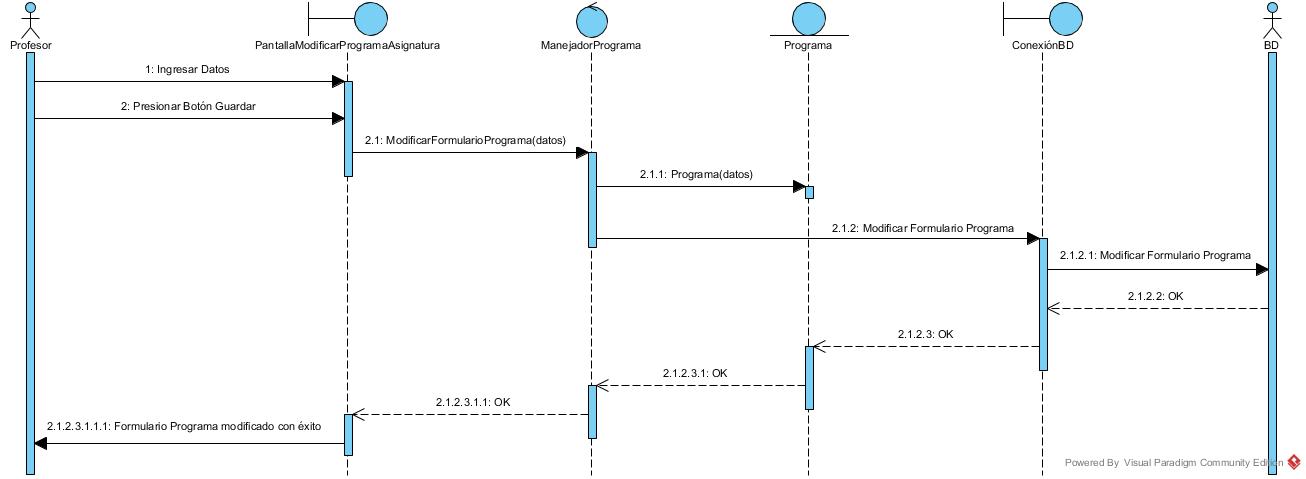 Profesor
PantallaModificarProgramaAsignatura
ManejadorPrograma
Programa
ConexiónBD
BD
1: Ingresar Datos
2: Presionar Botón Guardar
2.1: ModificarFormularioPrograma(datos)
2.1.1: Programa(datos)
2.1.2: Modificar Formulario Programa
2.1.2.1: Modificar Formulario Programa
2.1.2.2: OK
2.1.2.3: OK
2.1.2.3.1: OK
2.1.2.3.1.1: OK
2.1.2.3.1.1.1: Formulario Programa modificado con éxito
Powered By Visual Paradigm Community Edition